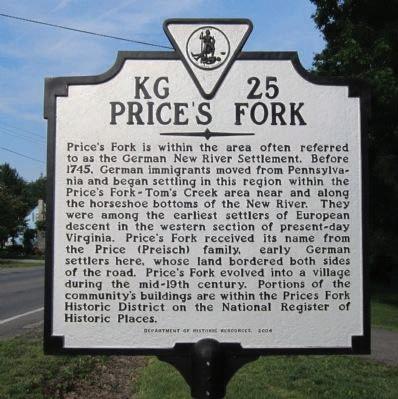 KG 25
PRICE'S FORK
Price's Fork is within the area often referred
to as the German New River Settlement. Before
1745, German immigrants moved from Pennsylva-
nia and began settling in this region within the
Price's Fork-Tom's Creek area near and along
the horseshoe bottoms of the New River. They
were among the earliest settlers of European
descent in the western section of present-day
Virginia. Price's Fork received its name from
the Price (Preisch) family, early German
settlers here, whose land bordered both sides
of the road. Price's Fork evolved into a village
during the mid-19th century. Portions of the
community's buildings are within the Prices Fork
Historic District on the National Register of
Historic Places.
DEPARTMENT OF HISTORIC RESOURCES, 2004